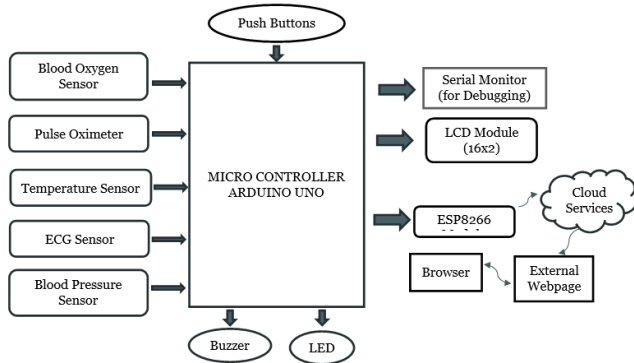 Push Buttons
Blood Oxygen
Sensor
Pulse Oximeter
Temperature Sensor
ECG Sensor
Blood Pressure
Sensor
MICRO CONTROLLER
ARDUINO UNO
Serial Monitor
(for Debugging)
LCD Module
(16x2)
ESP8266
Cloud
Services
Browser
External
Webpage
Buzzer
LED